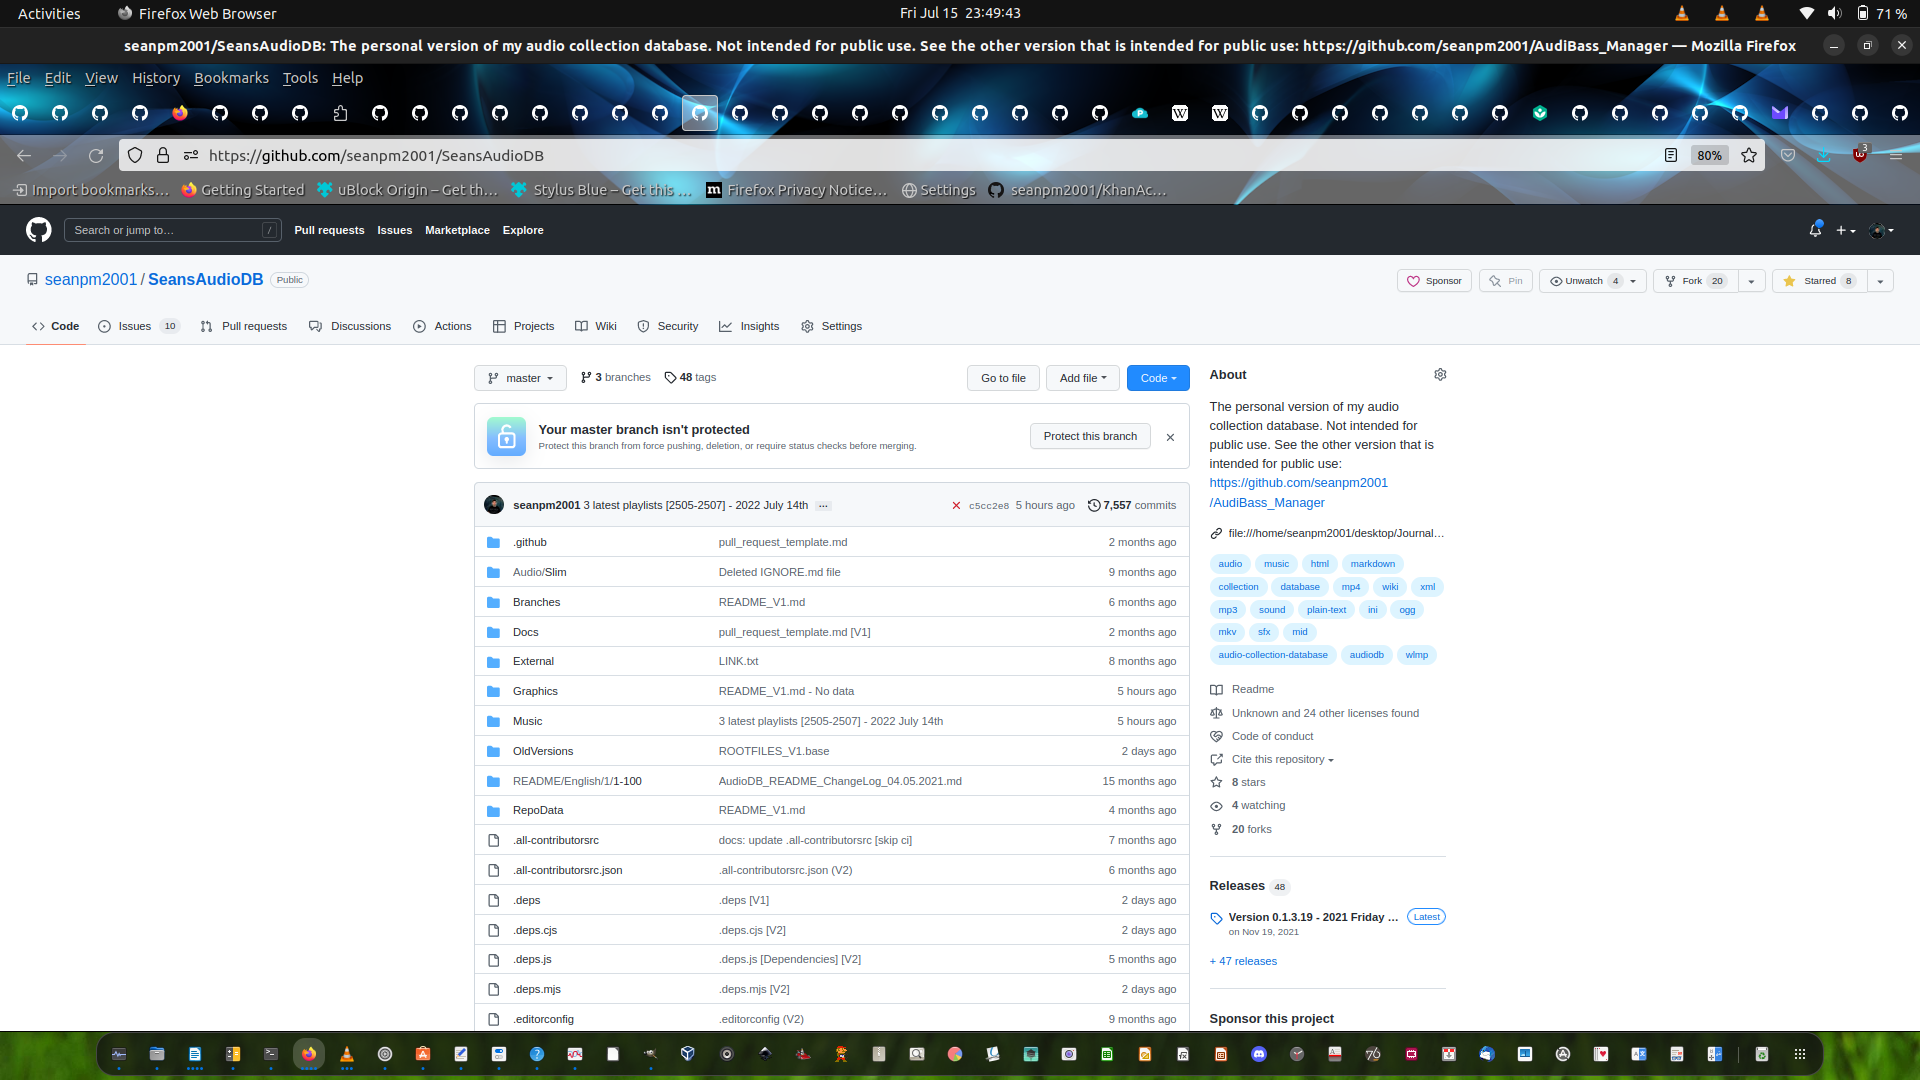 Activities Firefox Web Browser Fri Jul 15 23:49:43 71 %
seanpm2001/SeansAudioDB: The personal version of my audio collection database. Not intended for public use. See the other version that is intended for public use: https://github.com/seanpm2001/AudiBass_Manager — Mozilla Firefox
File Edit View History Bookmarks Tools Help
https://github.com/seanpm2001/SeansAudioDB 80% 3
Import bookmarks… Getting Started uBlock Origin – Get th… Stylus Blue – Get this … Firefox Privacy Notice… Settings seanpm2001/KhanAc…
Search or jump to… / Pull requests Issues Marketplace Explore
seanpm2001 / SeansAudioDB Public Sponsor Pin Unwatch 4 Fork 20 Starred 8
Code Issues 10 Pull requests Discussions Actions Projects Wiki Security Insights Settings
master 3 branches 48 tags Go to file Add file Code
Your master branch isn't protected
Protect this branch from force pushing, deletion, or require status checks before merging.
Protect this branch
seanpm2001 3 latest playlists [2505-2507] - 2022 July 14th … c5cc2e8 5 hours ago 7,557 commits
.github pull_request_template.md 2 months ago
Audio/Slim Deleted IGNORE.md file 9 months ago
Branches README_V1.md 6 months ago
Docs pull_request_template.md [V1] 2 months ago
External LINK.txt 8 months ago
Graphics README_V1.md - No data 5 hours ago
Music 3 latest playlists [2505-2507] - 2022 July 14th 5 hours ago
OldVersions ROOTFILES_V1.base 2 days ago
README/English/1/1-100 AudioDB_README_ChangeLog_04.05.2021.md 15 months ago
RepoData README_V1.md 4 months ago
.all-contributorsrc docs: update .all-contributorsrc [skip ci] 7 months ago
.all-contributorsrc.json .all-contributorsrc.json (V2) 6 months ago
.deps .deps [V1] 2 days ago
.deps.cjs .deps.cjs [V2] 2 days ago
.deps.js .deps.js [Dependencies] [V2] 5 months ago
.deps.mjs .deps.mjs [V2] 2 days ago
.editorconfig .editorconfig (V2) 9 months ago
About
The personal version of my audio
collection database. Not intended for
public use. See the other version that is
intended for public use:
https://github.com/seanpm2001
/AudiBass_Manager
file:///home/seanpm2001/desktop/Journal…
audio music html markdown
collection database mp4 wiki xml
mp3 sound plain-text ini ogg
mkv sfx mid
audio-collection-database audiodb wlmp
Readme
Unknown and 24 other licenses found
Code of conduct
Cite this repository
8 stars
4 watching
20 forks
Releases 48
Version 0.1.3.19 - 2021 Friday … Latest
on Nov 19, 2021
+ 47 releases
Sponsor this project